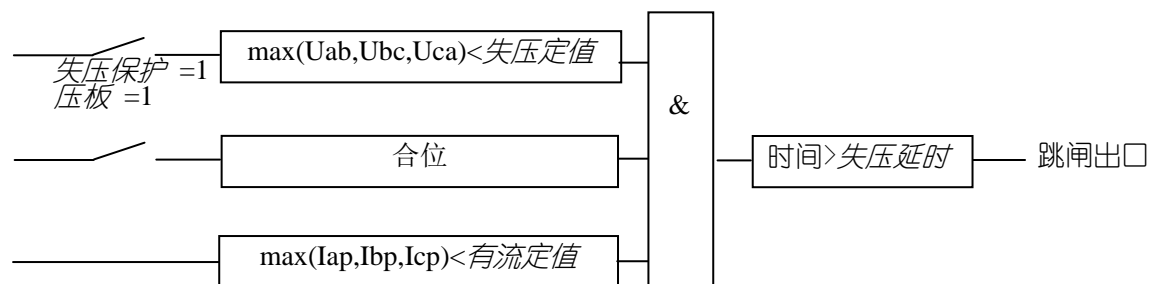 max(Uab,Ubc,Uca)<失压定值
失压保护 =1
压板 =1
&
合位
时间>失压延时
跳闸出口
max(Iap,Ibp,Icp)<有流定值